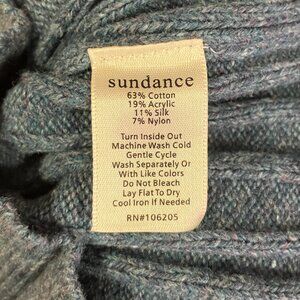 sundance
63% Cotton
19% Acrylic
11% Silk
7% Nylon
Turn Inside Out
Machine Wash Cold
Gentle Cycle
Wash Separately Or
With Like Colors
Do Not Bleach
Lay Flat To Dry
Cool Iron if Needed
RN#106205